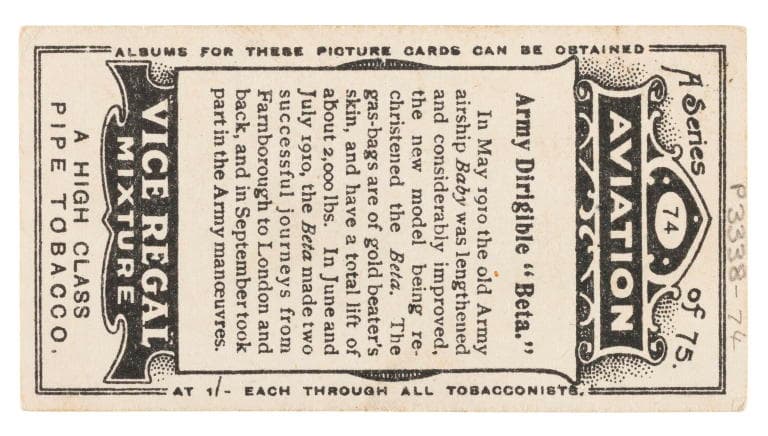 A Series of 75.
74
AVIATION
Army Dirigible "Beta."
In May 1910 the old Army
airship Baby was lengthened
and considerably improved,
the new model being re-
christened the Beta. The
gas-bags are of gold beater's
skin, and have a total lift of
about 2,000 lbs. In June and
July 1910, the Beta made two
successful journeys from
Farnborough to London and
back, and in September took
part in the Army manœuvres.
VICE REGAL
MIXTURE
A HIGH CLASS
PIPE TOBACCO.
ALBUMS FOR THESE PICTURE CARDS CAN BE OBTAINED
AT 1/- EACH THROUGH ALL TOBACCONISTS.
P3338-74